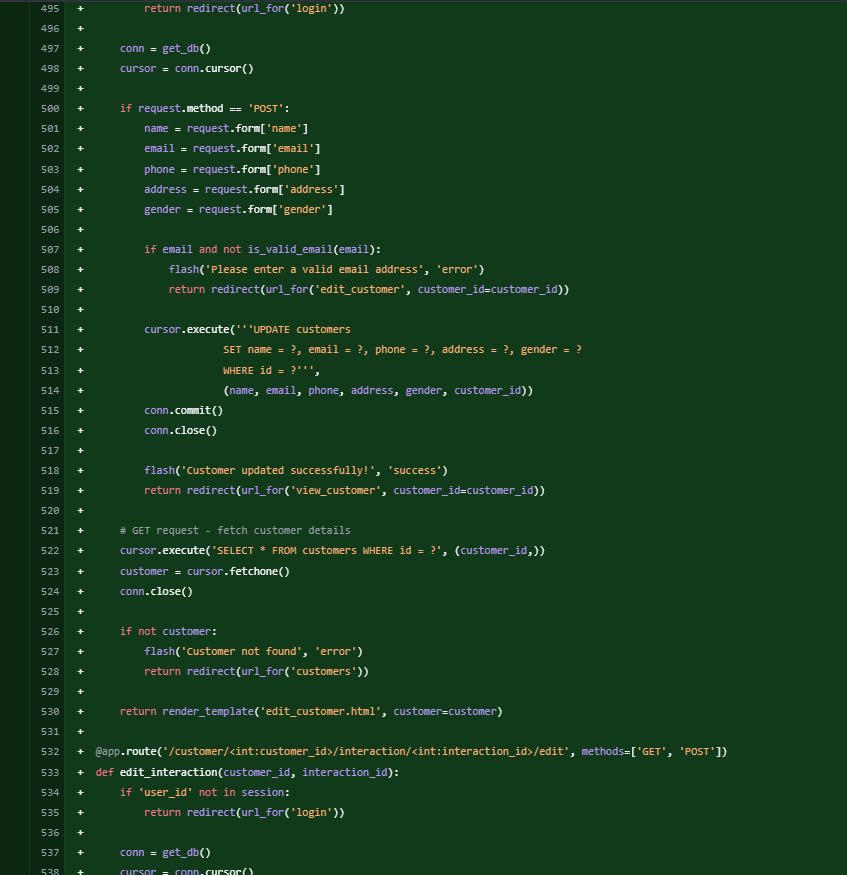 495 + return redirect(url_for('login'))
496 +
497 + conn = get_db()
498 + cursor = conn.cursor()
499 +
500 + if request.method == 'POST':
501 + name = request.form['name']
502 + email = request.form['email']
503 + phone = request.form['phone']
504 + address = request.form['address']
505 + gender = request.form['gender']
506 +
507 + if email and not is_valid_email(email):
508 + flash('Please enter a valid email address', 'error')
509 + return redirect(url_for('edit_customer', customer_id=customer_id))
510 +
511 + cursor.execute('''UPDATE customers
512 + SET name = ?, email = ?, phone = ?, address = ?, gender = ?
513 + WHERE id = ?''',
514 + (name, email, phone, address, gender, customer_id))
515 + conn.commit()
516 + conn.close()
517 +
518 + flash('Customer updated successfully!', 'success')
519 + return redirect(url_for('view_customer', customer_id=customer_id))
520 +
521 + # GET request - fetch customer details
522 + cursor.execute('SELECT * FROM customers WHERE id = ?', (customer_id,))
523 + customer = cursor.fetchone()
524 + conn.close()
525 +
526 + if not customer:
527 + flash('Customer not found', 'error')
528 + return redirect(url_for('customers'))
529 +
530 + return render_template('edit_customer.html', customer=customer)
531 +
532 + @app.route('/customer/<int:customer_id>/interaction/<int:interaction_id>/edit', methods=['GET', 'POST'])
533 + def edit_interaction(customer_id, interaction_id):
534 + if 'user_id' not in session:
535 + return redirect(url_for('login'))
536 +
537 + conn = get_db()
538 + cursor = conn.cursor()